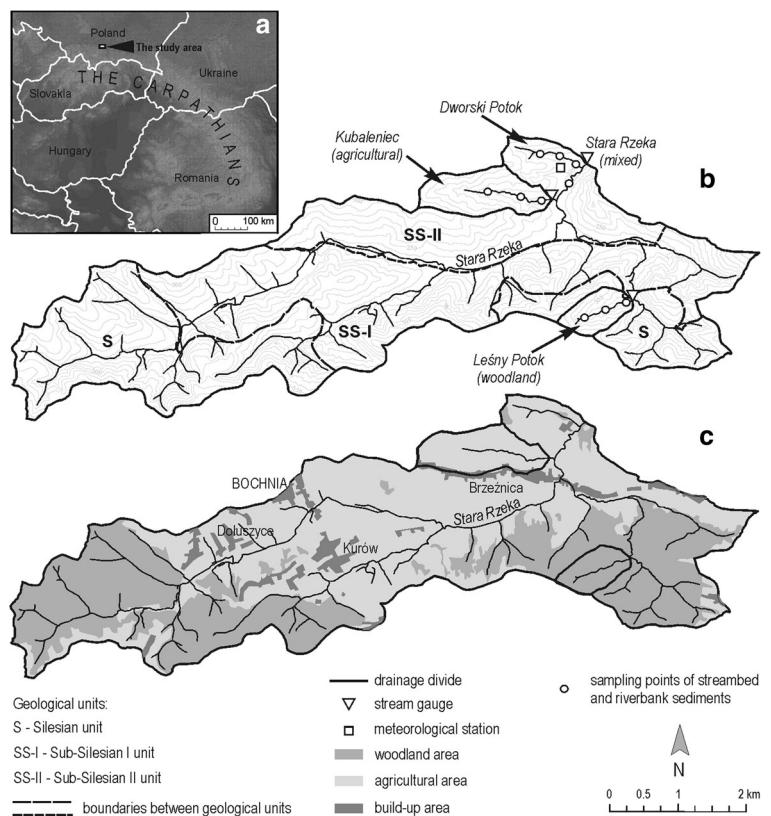 a
Poland
The study area
THE CARPATHIANS
Ukraine
Slovakia
Hungary
Romania
0 100 km
b
Dworski Potok
Kubaleniec
(agricultural)
Stara Rzeka
(mixed)
SS-II
Stara Rzeka
S
SS-I
S
Leśny Potok
(woodland)
c
BOCHNIA
Brzeźnica
Stara Rzeka
Dołuszyce
Kurów
Geological units:
S - Silesian unit
SS-I - Sub-Silesian I unit
SS-II - Sub-Silesian II unit
boundaries between geological units
drainage divide
stream gauge
meteorological station
woodland area
agricultural area
build-up area
sampling points of streambed
and riverbank sediments
N
0 0.5 1 2 km